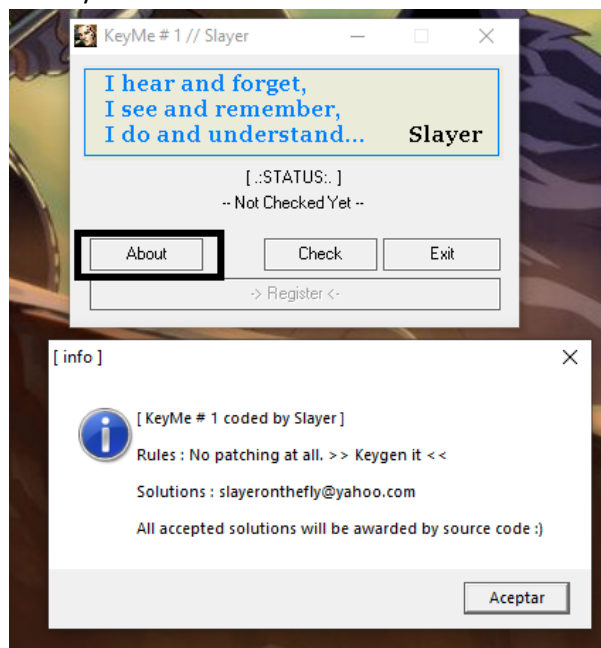 KeyMe # 1 // Slayer
I hear and forget,
I see and remember,
I do and understand... Slayer
[ .:STATUS:. ]
-- Not Checked Yet --
About Check Exit
-> Register <-
[ info ]
[ KeyMe # 1 coded by Slayer ]
Rules : No patching at all. >> Keygen it < <
Solutions : slayeronthefly@yahoo.com
All accepted solutions will be awarded by source code :)
Aceptar